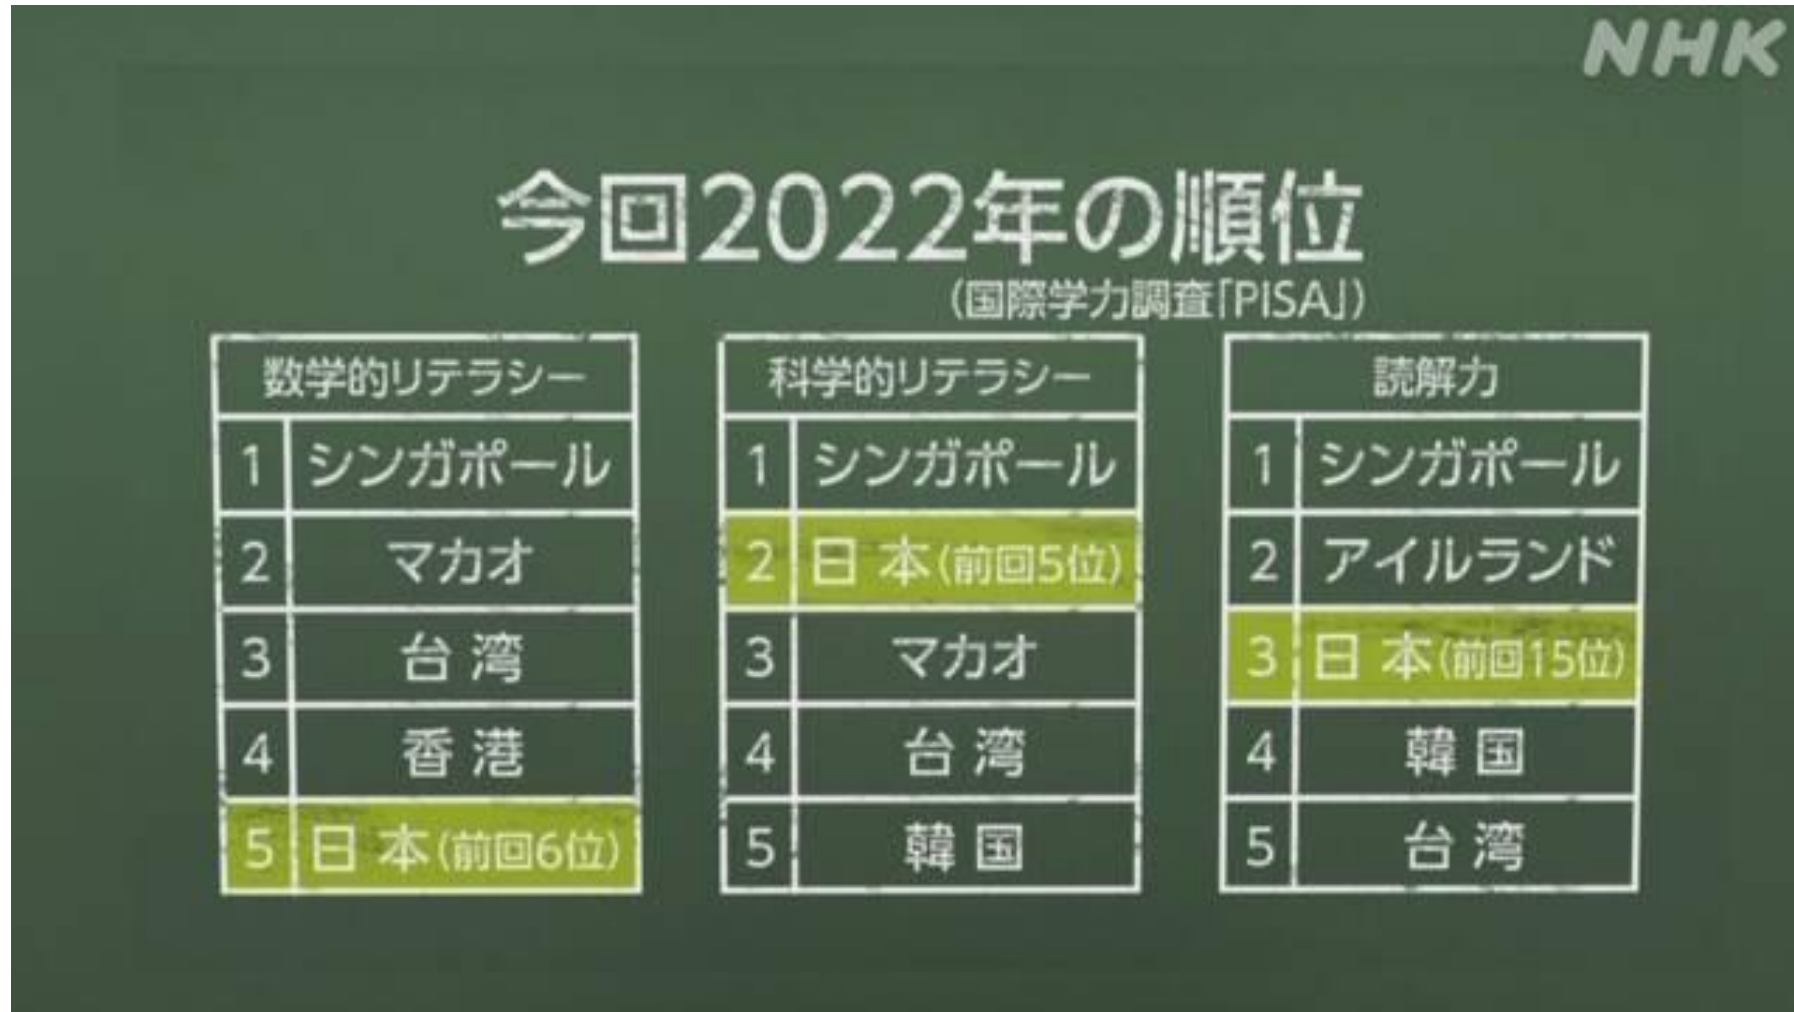 NHK
今回2022年の順位
(国際学力調査「PISA」)
数学的リテラシー
1 シンガポール
2 マカオ
3 台湾
4 香港
5 日本(前回6位)
科学的リテラシー
1 シンガポール
2 日本(前回5位)
3 マカオ
4 台湾
5 韓国
読解力
1 シンガポール
2 アイルランド
3 日本(前回15位)
4 韓国
5 台湾